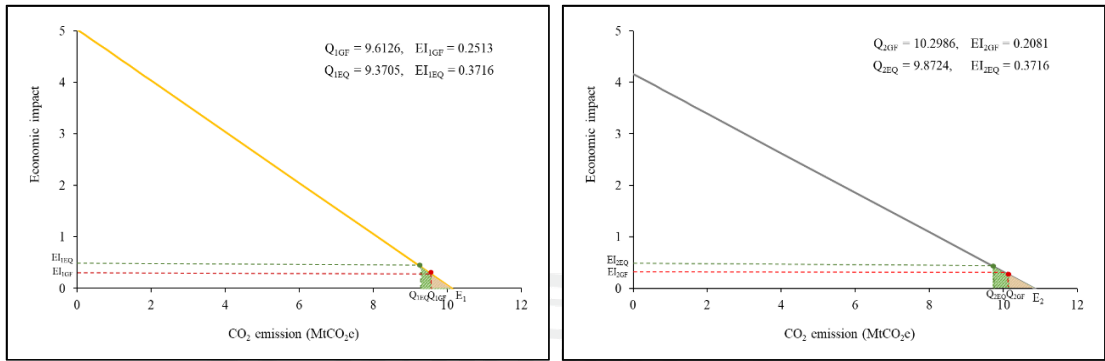 Q1GF = 9.6126, EI1GF = 0.2513
Q1EQ = 9.3705, EI1EQ = 0.3716
Economic impact
5
4
3
2
1
0
EI1EQ
EI1GF
Q1EQ Q1GF E1
0 2 4 6 8 10 12
CO2 emission (MtCO2e)
Q2GF = 10.2986, EI2GF = 0.2081
Q2EQ = 9.8724, EI2EQ = 0.3716
Economic impact
5
4
3
2
1
0
EI2EQ
EI2GF
Q2EQ Q2GF E2
0 2 4 6 8 10 12
CO2 emission (MtCO2e)